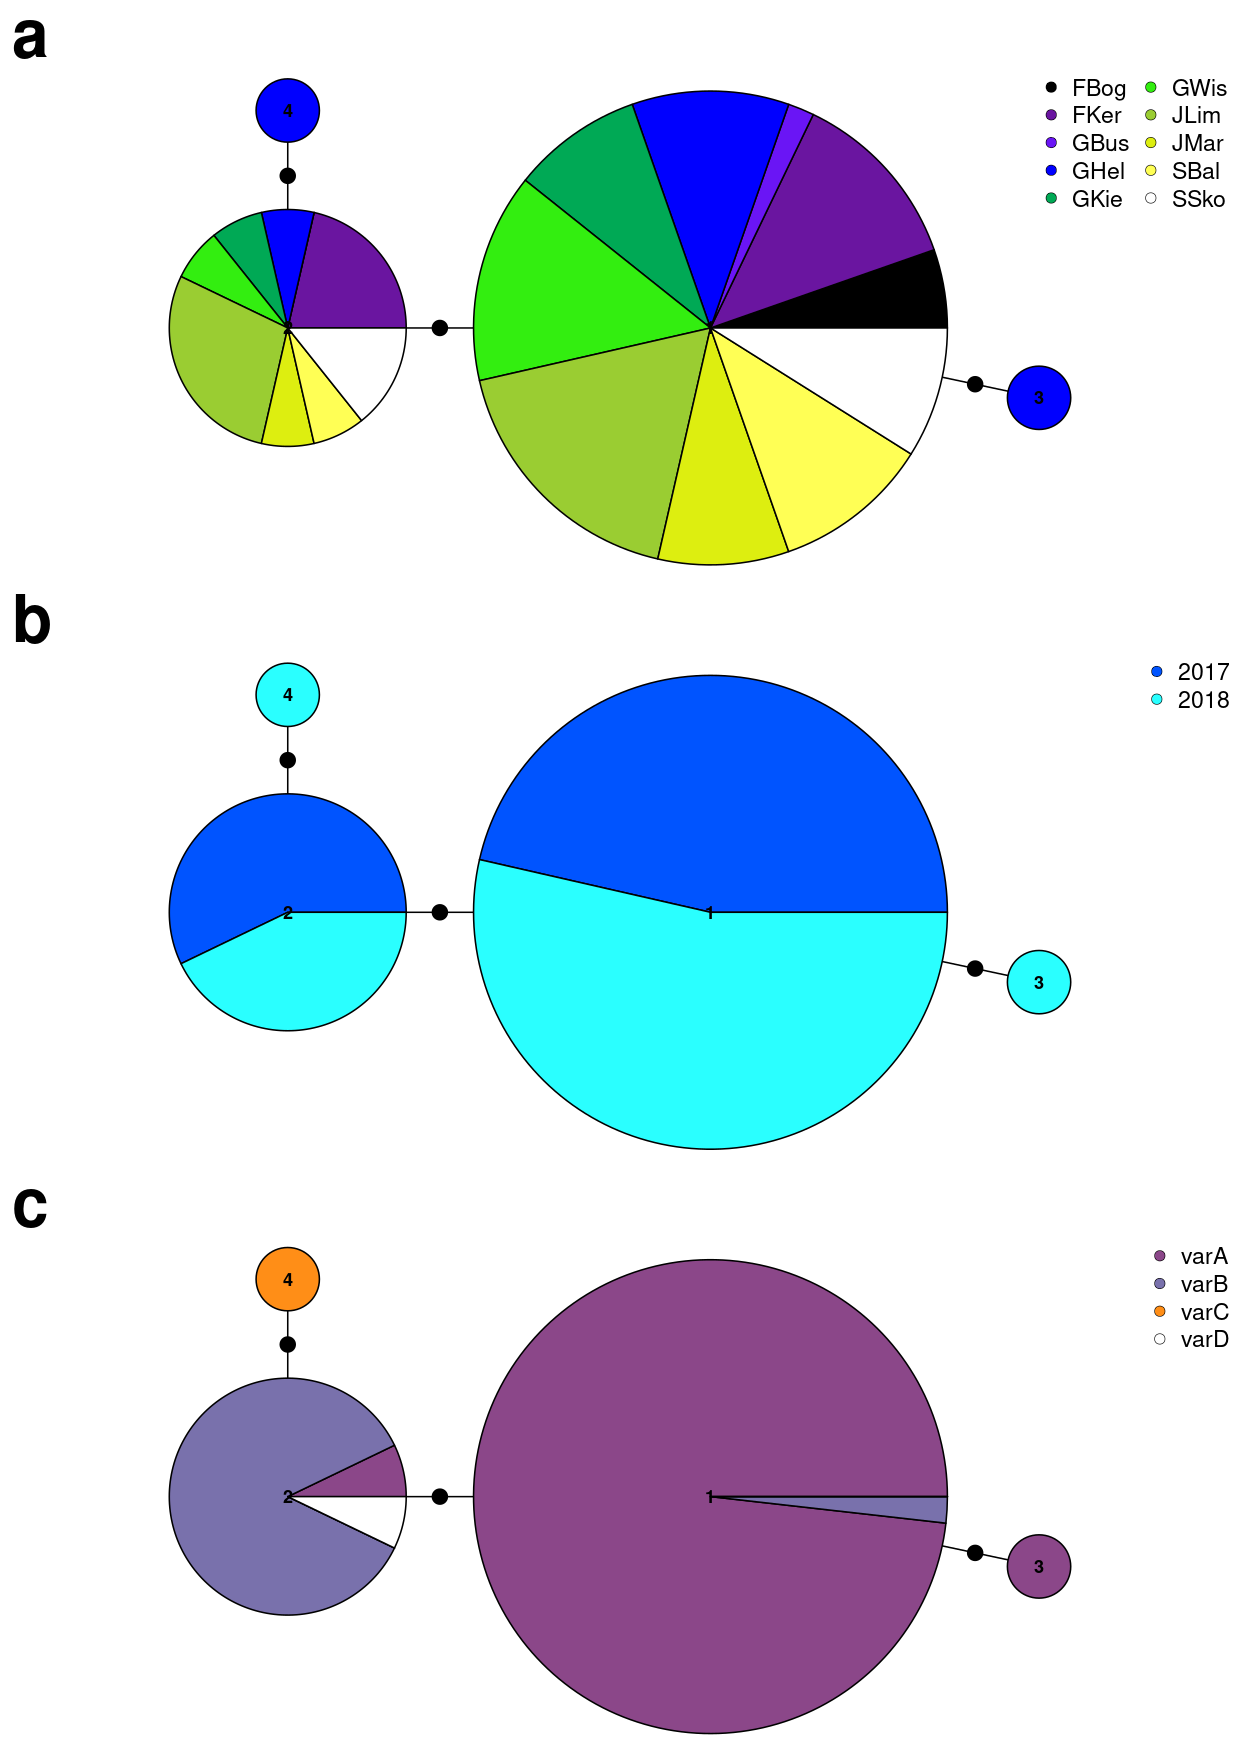 a
4
FBog GWis
FKer JLim
GBus JMar
GHel SBal
GKie SSko
3
b
4
2017
2018
2
1
3
c
4
varA
varB
varC
varD
2
1
3